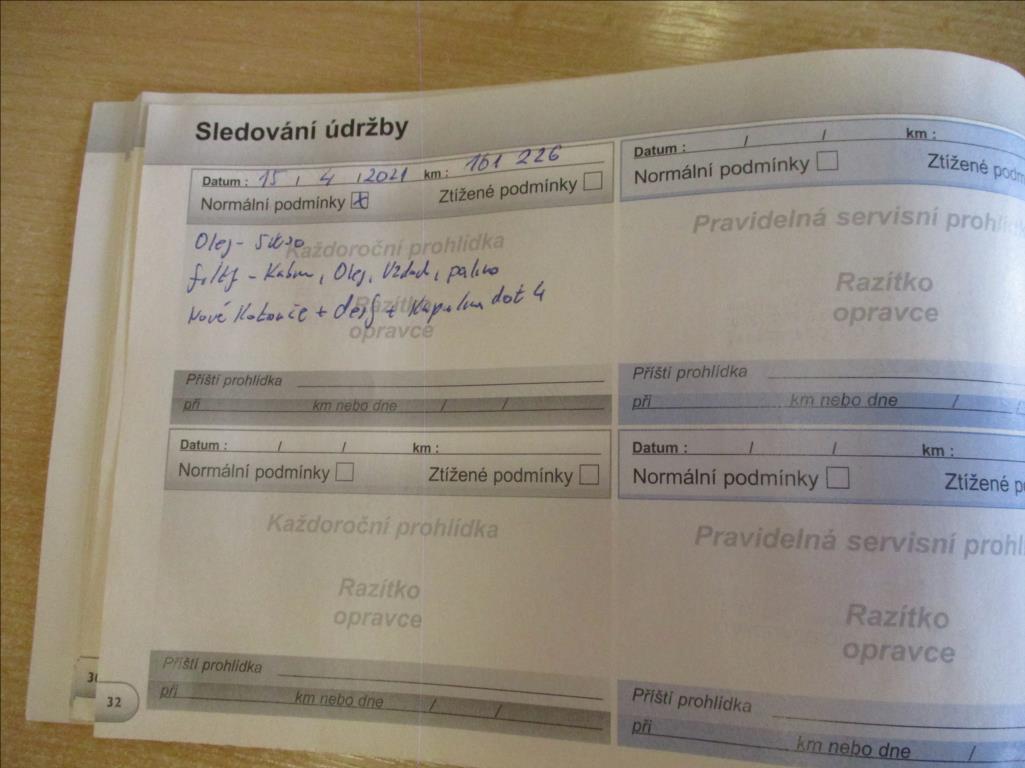 Sledování údržby
Datum : 15 / 4 / 2021 km : 161 226
Normální podmínky x Ztížené podmínky
Každoroční prohlídka
Razítko
opravce
Olej - 5W30
filtr - Kabin, Olej, Vzduch, palivo
Nové Kotouče + desky + Kapalina dot 4
Příští prohlídka
při km nebo dne / /
Datum : / / km :
Normální podmínky Ztížené podm
Pravidelná servisní prohlíd
Razítko
opravce
Příští prohlídka
při km nebo dne / /
Datum : / / km :
Normální podmínky Ztížené podmínky
Každoroční prohlídka
Razítko
opravce
Příští prohlídka
při km nebo dne / /
Datum : / / km :
Normální podmínky Ztížené p
Pravidelná servisní prohl
Razítko
opravce
Příští prohlídka
při km nebo dne /
30
32